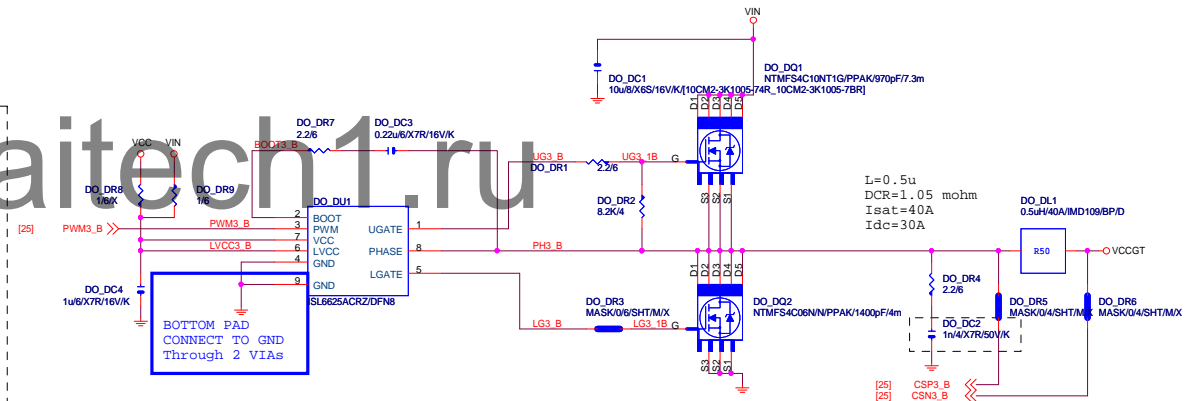 VIN
DO_DC1
10u/8/X6S/16V/K/[10CM2-3K1005-74R_10CM2-3K1005-7BR]
DO_DQ1
NTMFS4C10NT1G/PPAK/970pF/7.3m
D1
D2
D3
D4
D5
G
S3
S2
S1
aitech1.ru
VCC
VIN
DO_DR7
2.2/6
DO_DC3
0.22u/6/X7R/16V/K
BOOT3_B
DO_DR8
1/6/X
DO_DR9
1/6
UG3_B
DO_DR1
2.2/6
UG3_1B
DO_DR2
8.2K/4
L=0.5u
DCR=1.05 mohm
Isat=40A
Idc=30A
DO_DL1
0.5uH/40A/IMD109/BP/D
R50
VCCGT
DO_DU1
2
BOOT
3
PWM
7
VCC
6
LVCC
4
GND
9
GND
UGATE
1
PHASE
8
LGATE
5
SL6625ACRZ/DFN8
[25]
PWM3_B
PWM3_B
LVCC3_B
PH3_B
DO_DC4
1u/6/X7R/16V/K
BOTTOM PAD
CONNECT TO GND
Through 2 VIAs
LG3_B
DO_DR3
MASK/0/6/SHT/M/X
LG3_1B
G
D1
D2
D3
D4
D5
DO_DQ2
NTMFS4C06N/N/PPAK/1400pF/4m
S3
S2
S1
DO_DR4
2.2/6
DO_DC2
1n/4/X7R/50V/K
DO_DR5
MASK/0/4/SHT/M/X
DO_DR6
MASK/0/4/SHT/M/X
[25]
CSP3_B
[25]
CSN3_B